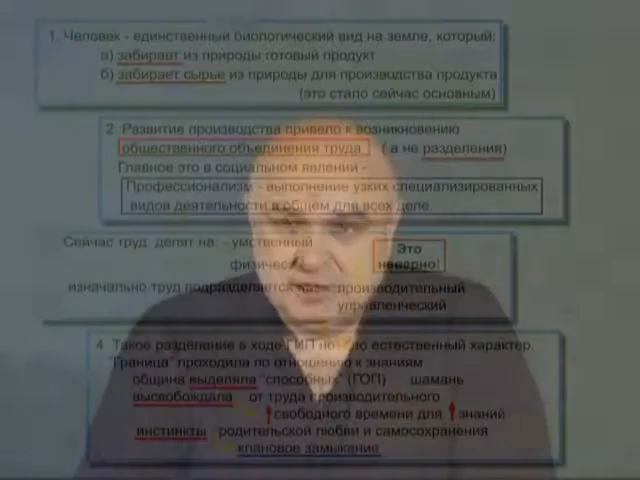 1. Человек - единственный биологический вид на земле, который:
а) забирает из природы готовый продукт
б) забирает сырье из природы для производства продукта
(это стало сейчас основным)
2. Развитие производства привело к возникновению
общественного объединения труда (а не разделения)
Главное это в социальном явлении -
Профессионализм - выполнение узких специализированных
видов деятельности в общем для всех деле.
Сейчас труд делят на: - умственный
Это
неверно!
изначально труд подразделяется на: - производительный
управленческий
4 Такое разделение в ходе ГИП естественный характер.
"Граница" проходила по отношению к знаниям
община выделяла "способных" (ГОП) шамань
высвобождала от труда производительного
свободного времени для знаний
инстинкты родительской любви и самосохранения
клановое замыкание